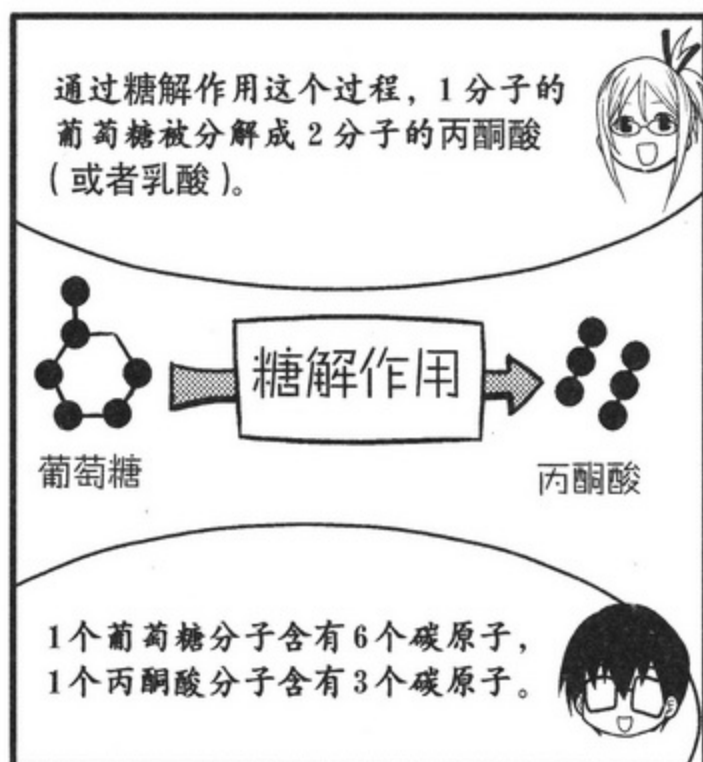 通过糖解作用这个过程，1分子的
葡萄糖被分解成2分子的丙酮酸
（或者乳酸）。
糖解作用
葡萄糖
丙酮酸
1个葡萄糖分子含有6个碳原子，
1个丙酮酸分子含有3个碳原子。